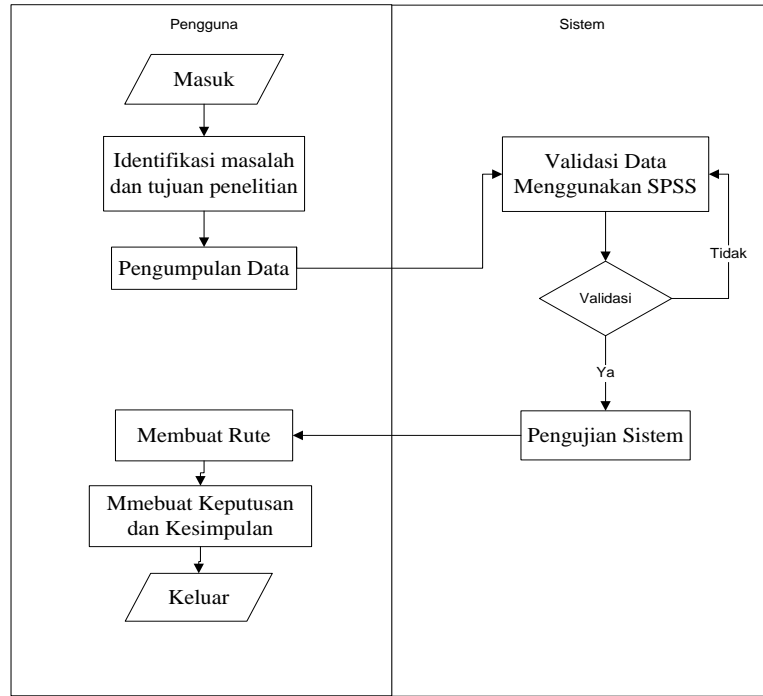 Pengguna
Sistem
Masuk
Identifikasi masalah
dan tujuan penelitian
Pengumpulan Data
Validasi Data
Menggunakan SPSS
Tidak
Validasi
Ya
Pengujian Sistem
Membuat Rute
Mmebuat Keputusan
dan Kesimpulan
Keluar